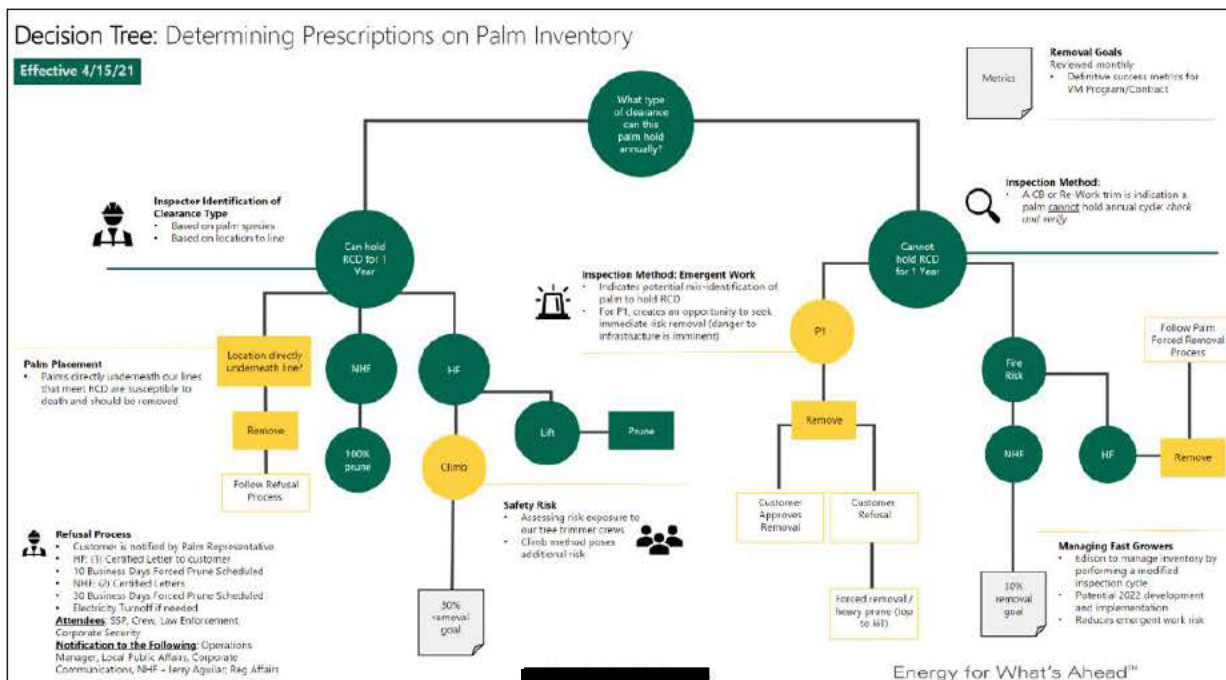 Decision Tree: Determining Prescriptions on Palm Inventory
Effective 4/15/21
What type
of clearance
can this
palm hold
annually?
Metrics
Removal Goals
Reviewed monthly
• Definitive success metrics for
VM Program/Contract
Inspector Identification of
Clearance Type
• Based on palm species
• Based on location to line
Can hold
RCD for 1
Year
Inspection Method:
• A CB or Re-Work trim is indication a
palm cannot hold annual cycle: check
and verify
Cannot
hold RCD
for 1 Year
Inspection Method: Emergent Work
• Indicates potential mis-identification of
palm to hold RCD
• For P1, creates an opportunity to seek
immediate risk removal (danger to
infrastructure is imminent)
P1
Follow Palm
Forced Removal
Process
Palm Placement
• Palms directly underneath our lines
that meet RCD are susceptible to
death and should be removed
Location directly
underneath line?
NHF
HF
Fire
Risk
Remove
100%
prune
Climb
Lift
Prune
Remove
NHF
HF
Remove
Follow Refusal
Process
Safety Risk
• Assessing risk exposure to
our tree trimmer crews
• Climb method poses
additional risk
Customer
Approves
Removal
Customer
Refusal
Refusal Process
• Customer is notified by Palm Representative
• HF: (1) Certified Letter to customer
• 10 Business Days Forced Prune Scheduled
• NHF: (2) Certified Letters
• 30 Business Days Forced Prune Scheduled
• Electricity Turnoff if needed
Attendees: SSP, Crew, Law Enforcement,
Corporate Security
Notification to the Following: Operations
Manager, Local Public Affairs, Corporate
Communications, NHF – Jerry Aguilar, Reg Affairs
removal
goal
Forced removal /
heavy prune (top
to kill)
removal
goal
Managing Fast Growers
• Edison to manage inventory by
performing a modified
inspection cycle
• Potential 2022 development
and implementation
• Reduces emergent work risk
Energy for What's Ahead℠